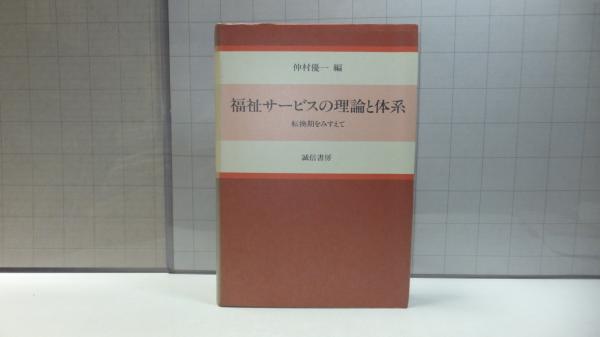 仲村優一 編
福祉サービスの理論と体系
転換期をみすえて
誠信書房